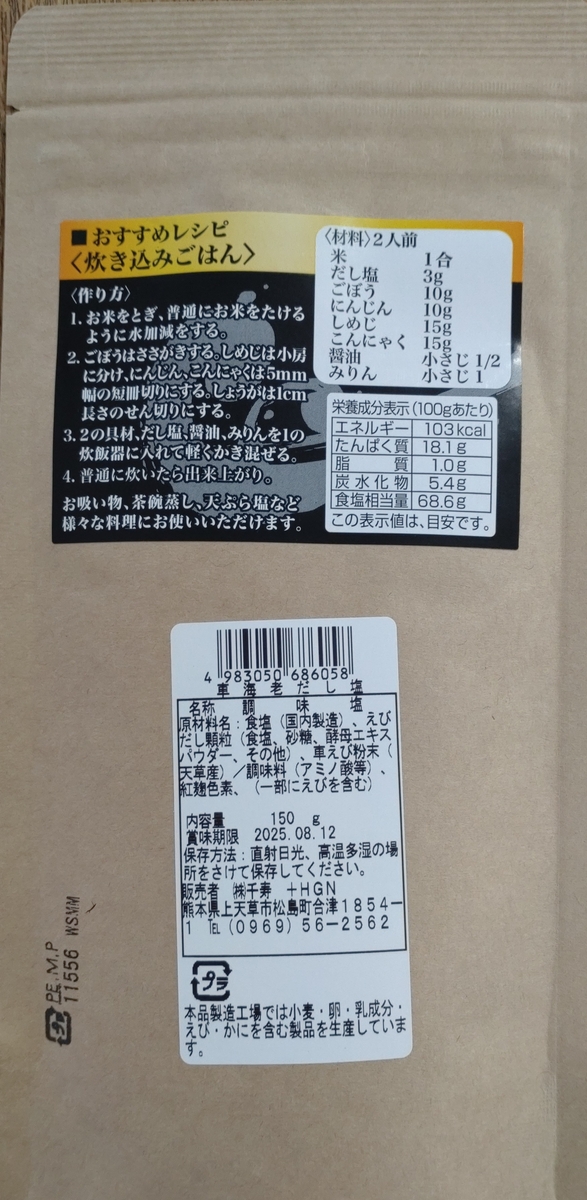 ■おすすめレシピ
〈炊き込みごはん〉
〈作り方〉
1. お米をとぎ、普通にお米をたける
ように水加減をする。
2. ごぼうはささがきする。しめじは小房
に分け、にんじん、こんにゃくは5mm
幅の短冊切りにする。しょうがは1cm
長さのせん切りにする。
3. 2の具材、だし塩、醤油、みりんを1の
炊飯器に入れて軽くかき混ぜる。
4. 普通に炊いたら出来上がり。
お吸い物、茶碗蒸し、天ぷら塩など
様々な料理にお使いいただけます。
〈材料〉2人前
米 1合
だし塩 3g
ごぼう 10g
にんじん 10g
しめじ 15g
こんにゃく 15g
醤油 小さじ 1/2
みりん 小さじ 1
栄養成分表示(100gあたり)
エネルギー 103kcal
たんぱく質 18.1g
脂質 1.0g
炭水化物 5.4g
食塩相当量 68.6g
この表示値は、目安です。
4 983050 686058
車海老だし塩
名称 調味塩
原材料名：食塩（国内製造）、えび
だし顆粒（食塩、砂糖、酵母エキス
パウダー、その他）、車えび粉末（
天草産）／調味料（アミノ酸等）、
紅麹色素、（一部にえびを含む）
内容量 150 g
賞味期限 2025.08.12
保存方法：直射日光、高温多湿の場
所をさけて保存してください。
販売者 ㈱千寿 +HGN
熊本県上天草市松島町合津1854-
1 ℡(0969)56-2562
プラ
本品製造工場では小麦・卵・乳成分・
えび・かにを含む製品を生産していま
す。
プラ PE.M.P
11556 WSMM